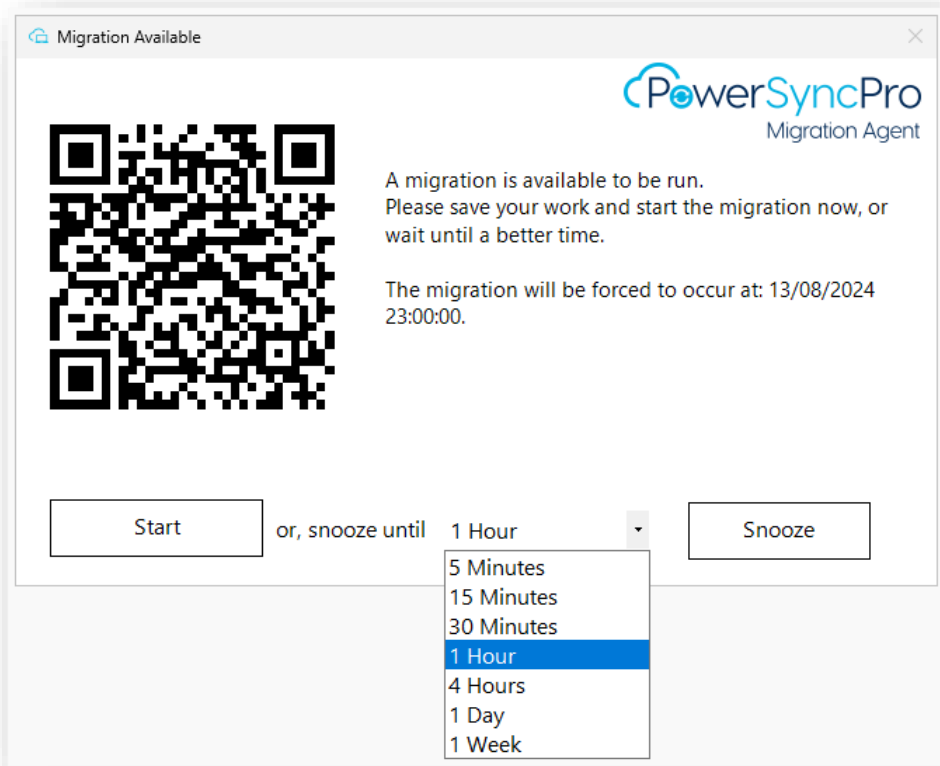 Migration Available
PowerSyncPro
Migration Agent
A migration is available to be run.
Please save your work and start the migration now, or
wait until a better time.
The migration will be forced to occur at: 13/08/2024
23:00:00.
Start
or, snooze until
1 Hour
Snooze
5 Minutes
15 Minutes
30 Minutes
1 Hour
4 Hours
1 Day
1 Week